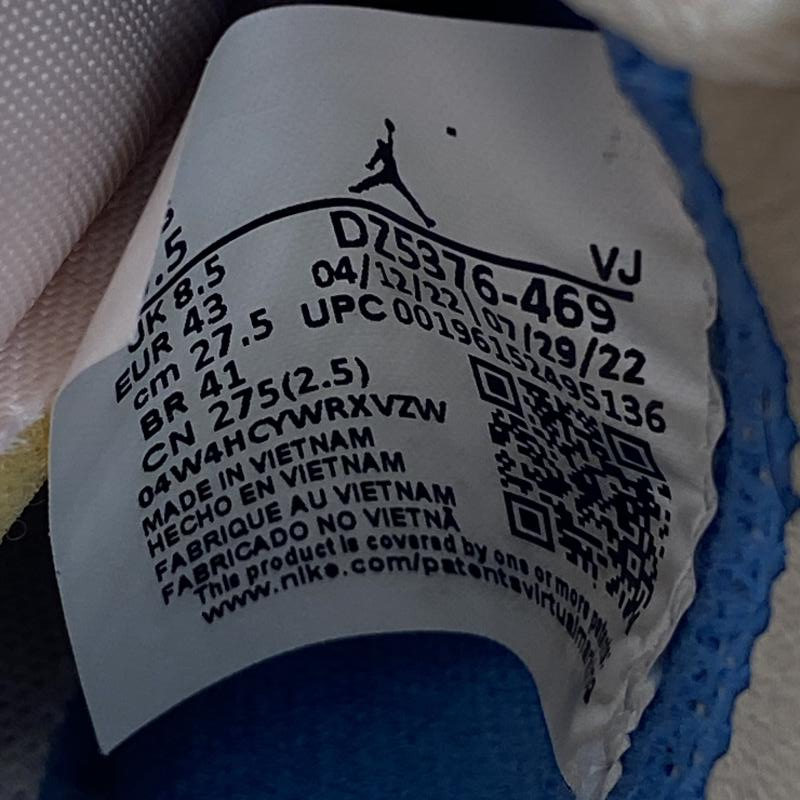 VJ
DZ5376-469
04/12/22\07/29/22
UPC 00196152495136
.5
UK 8.5
EUR 43
cm 27.5
BR 41
CN 275(2.5)
04W4HCYWRXVZW
MADE IN VIETNAM
HECHO EN VIETNAM
FABRIQUE AU VIETNAM
FABRICADO NO VIETNÃ
This product is covered by one or more patents.
www.nike.com/patentsvirtualmarking